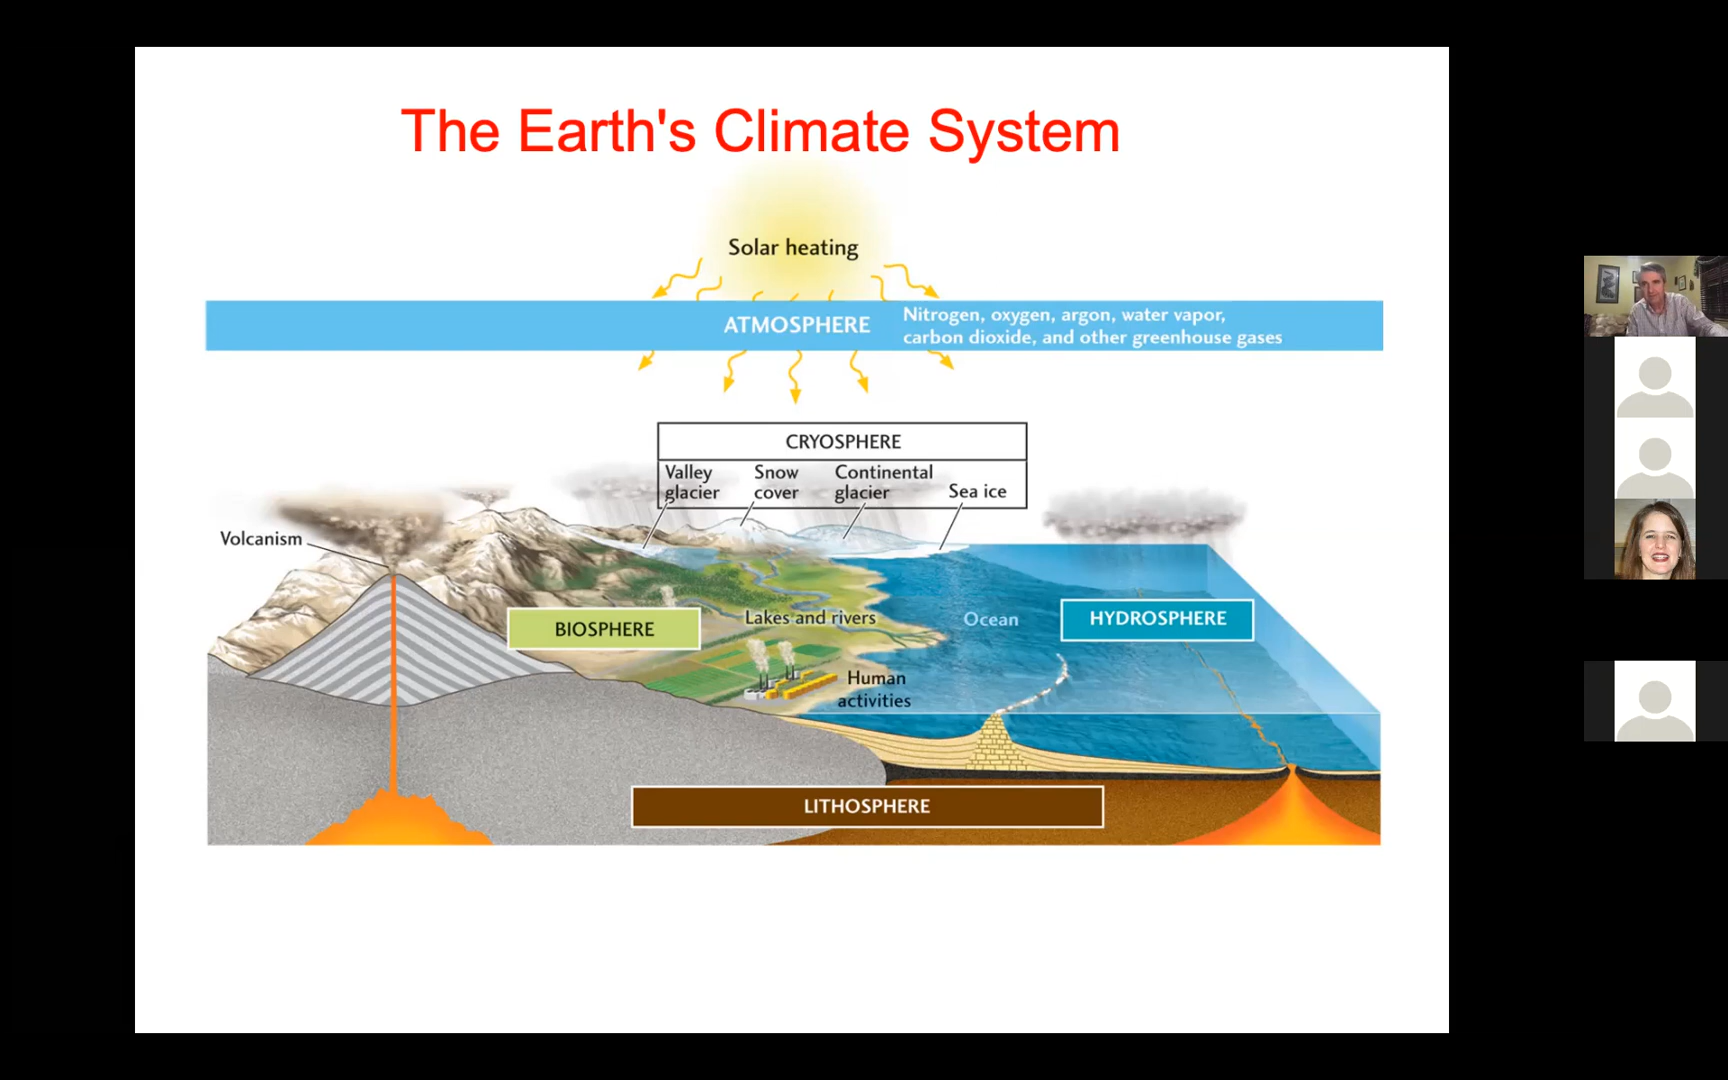 The Earth's Climate System
Solar heating
ATMOSPHERE
Nitrogen, oxygen, argon, water vapor,
carbon dioxide, and other greenhouse gases
CRYOSPHERE
Valley
glacier
Snow
cover
Continental
glacier
Sea ice
Volcanism
BIOSPHERE
Lakes and rivers
Ocean
HYDROSPHERE
Human
activities
LITHOSPHERE